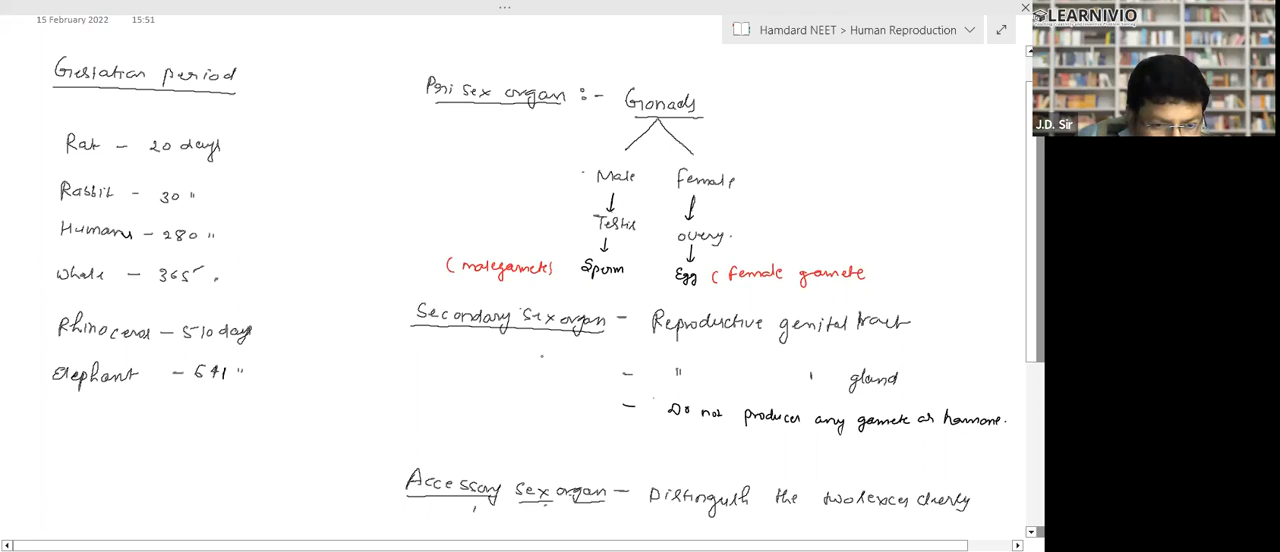 15 February 2022 15:51
Hamdard NEET > Human Reproduction
LEARNIVIO
J.D. Sir
Gestation period
Rat - 20 days
Rabbit - 30 "
Humans - 280 "
Whale - 365
Rhinoceros - 510 days
Elephant - 641 "
Pri sex organ :- Gonads
Male Female
Testis ovary.
(malegamete) Sperm Egg (Female gamete
Secondary sex organ - Reproductive genital tract
- " ' gland
- Do not produces any gamete or hormone.
Accessory sex organ - Distinguish the two sexes clearly